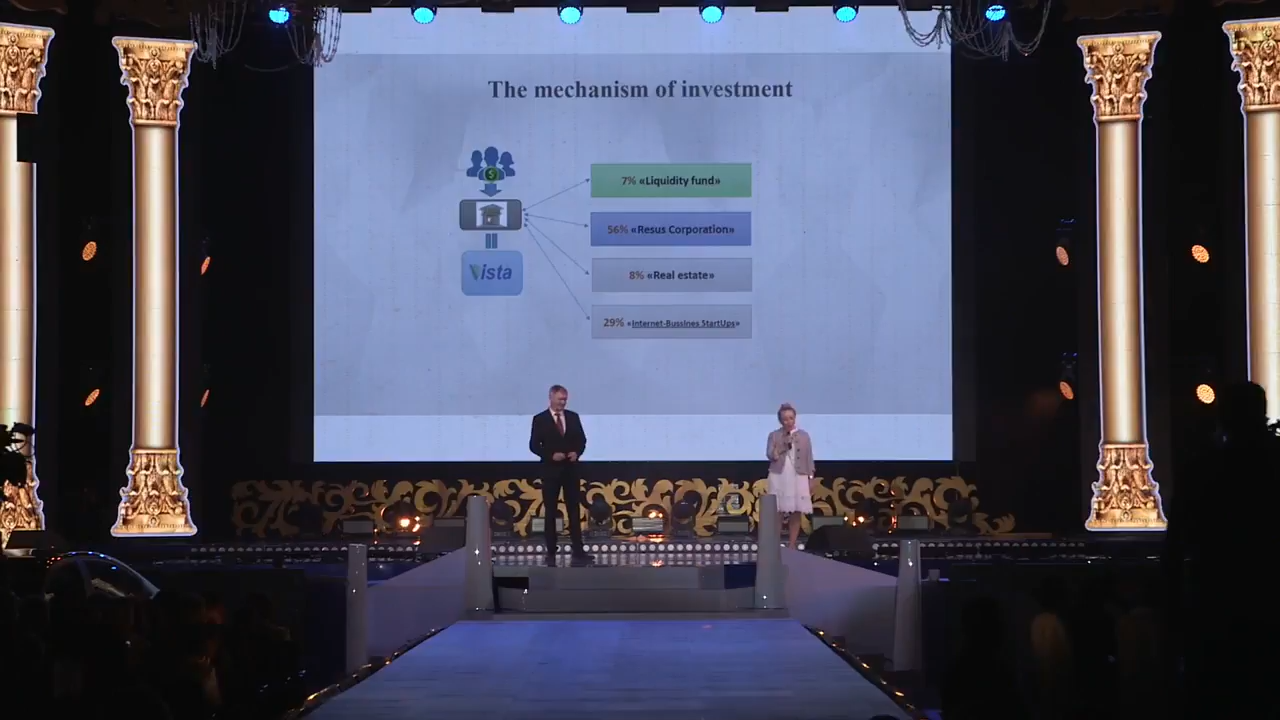 The mechanism of investment
7% «Liquidity fund»
56% «Resus Corporation»
Vista
8% «Real estate»
29% «Internet-Bussines StartUps»